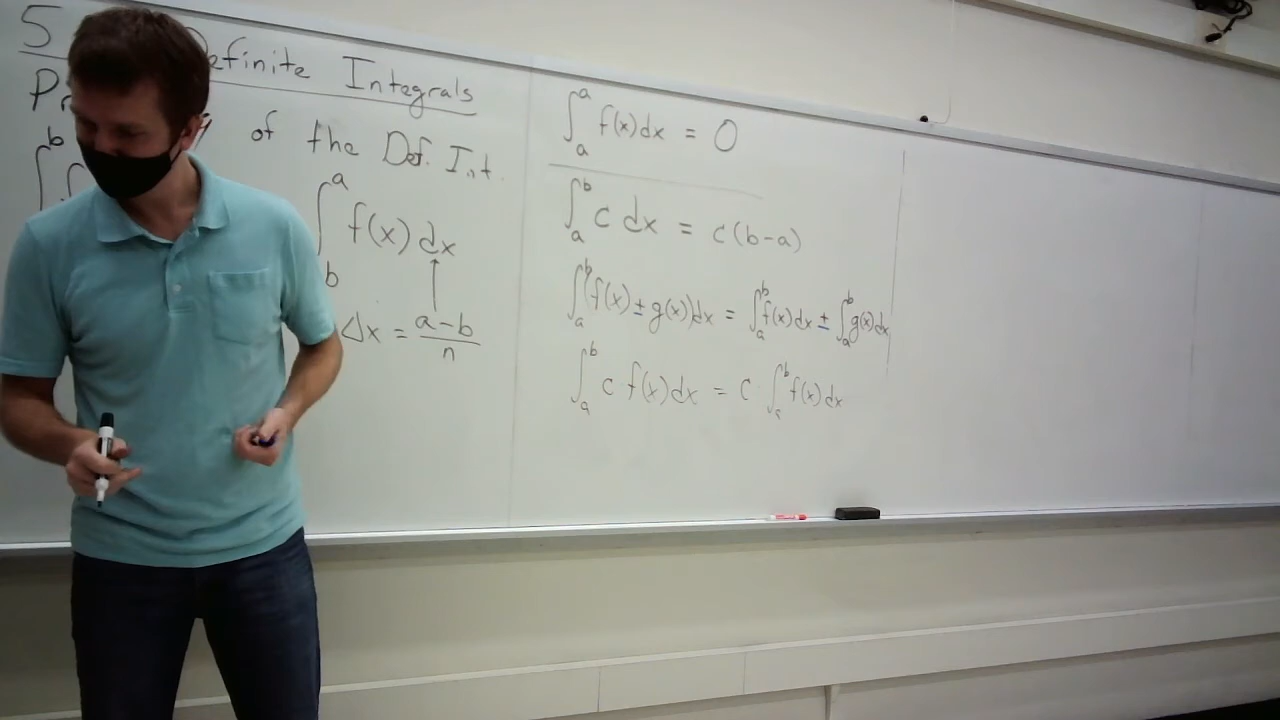 5 efinite Integrals
Pr of the Def. Int.
∫_b^a f(x) dx
Δx = (a-b)/n
∫_a^a f(x)dx = 0
∫_a^b c dx = c(b-a)
∫_a^b (f(x) ± g(x))dx = ∫_a^b f(x)dx ± ∫_a^b g(x)dx
∫_a^b c f(x)dx = c · ∫_a^b f(x)dx